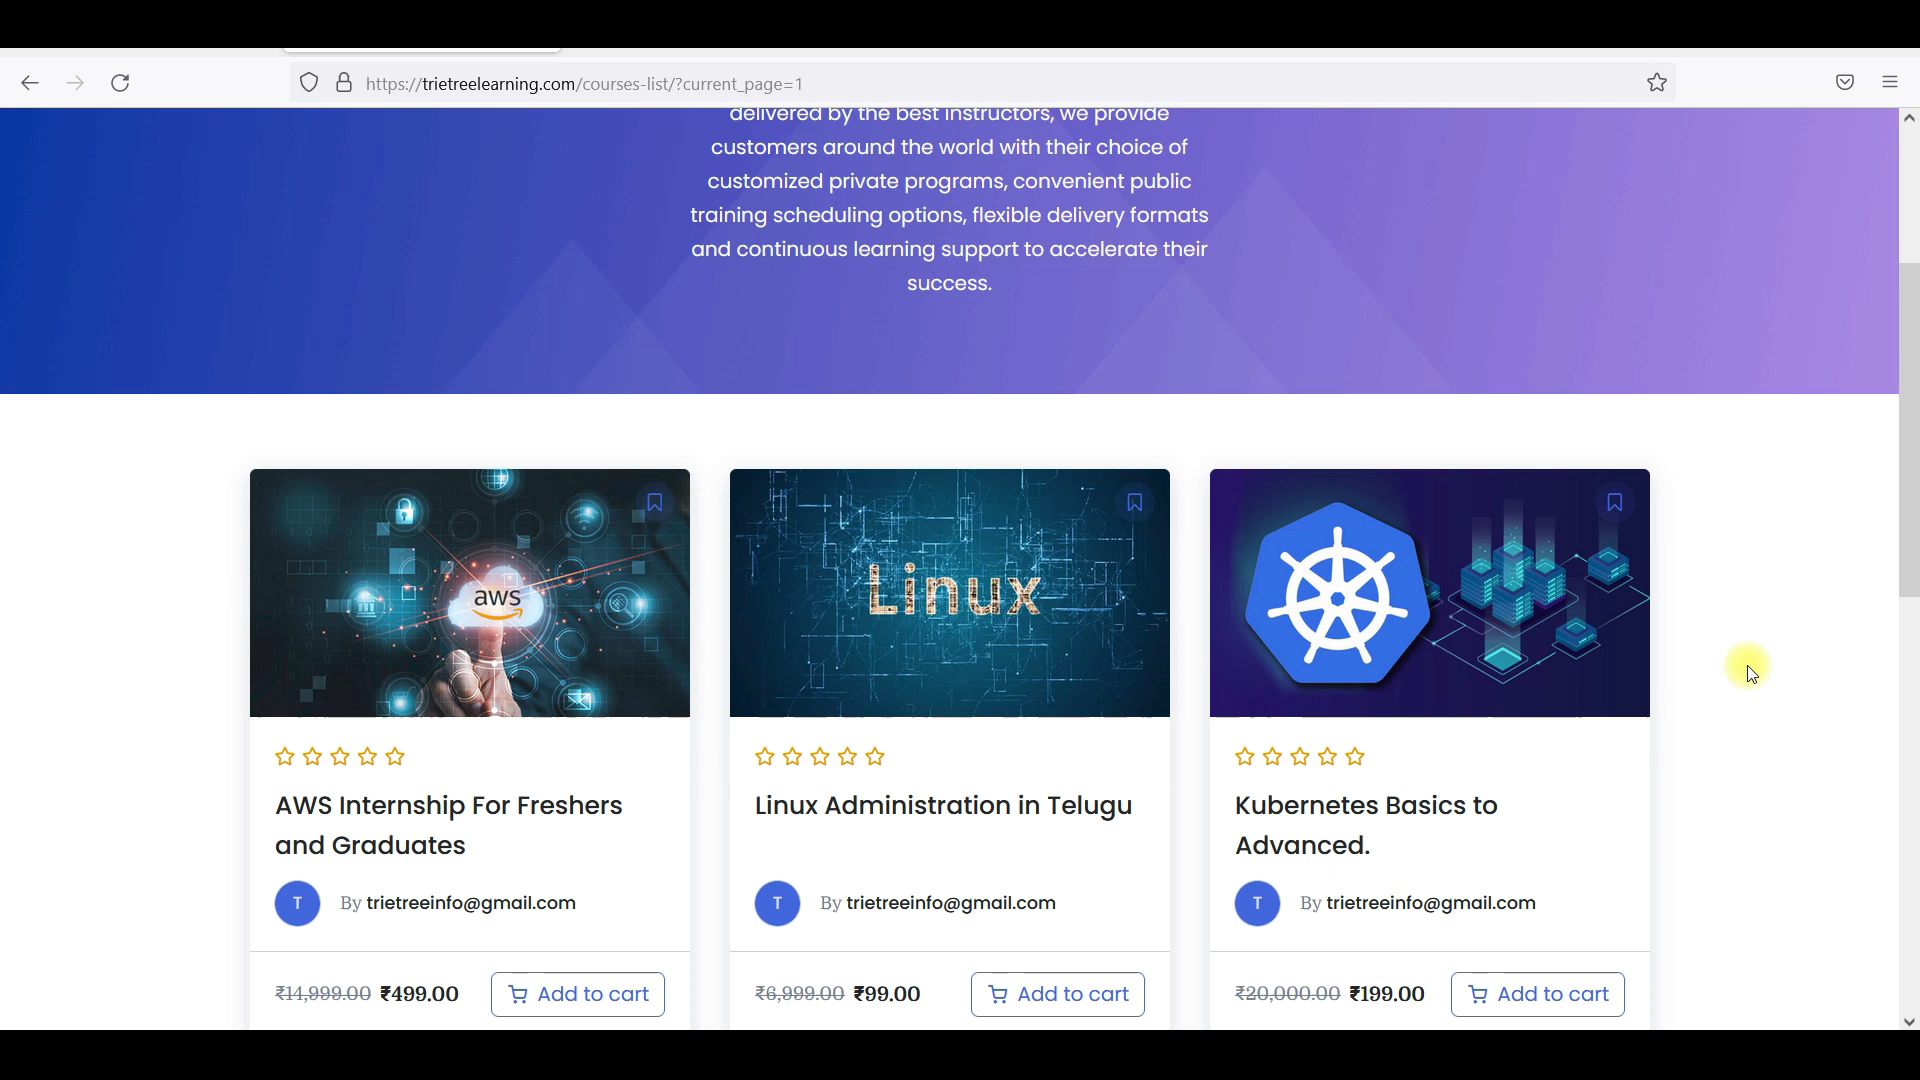 https://trietreelearning.com/courses-list/?current_page=1
delivered by the best instructors, we provide
customers around the world with their choice of
customized private programs, convenient public
training scheduling options, flexible delivery formats
and continuous learning support to accelerate their
success.
aws
Linux
AWS Internship For Freshers
and Graduates
T By trietreeinfo@gmail.com
₹14,999.00 ₹499.00 Add to cart
Linux Administration in Telugu
T By trietreeinfo@gmail.com
₹6,999.00 ₹99.00 Add to cart
Kubernetes Basics to
Advanced.
T By trietreeinfo@gmail.com
₹20,000.00 ₹199.00 Add to cart